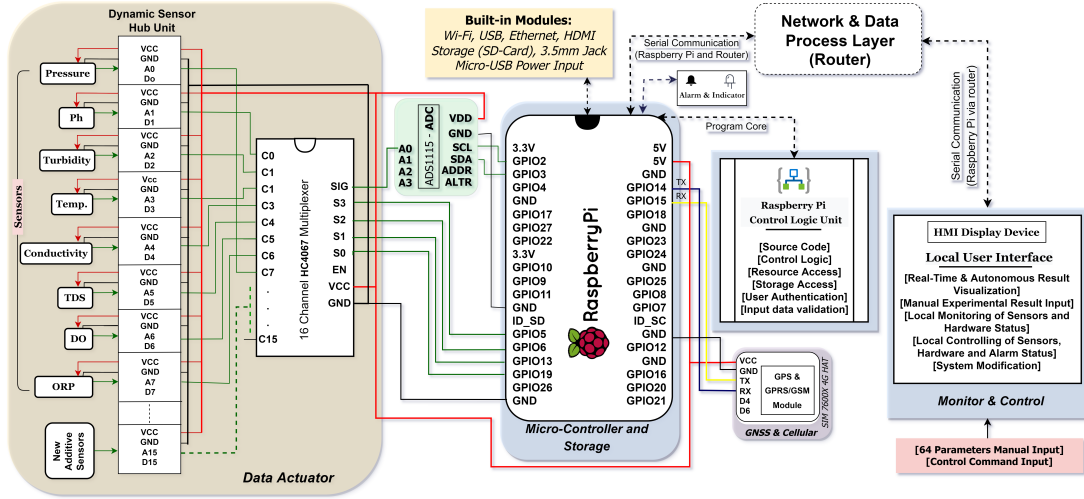 Dynamic Sensor
Hub Unit
Sensors
Pressure
Ph
Turbidity
Temp.
Conductivity
TDS
DO
ORP
New
Additive
Sensors
VCC
GND
A0
Do
VCC
GND
A1
D1
VCC
GND
A2
D2
Vcc
GND
A3
D3
VCC
GND
A4
D4
VCC
GND
A5
D5
VCC
GND
A6
D6
VCC
GND
A7
D7
VCC
GND
A15
D15
Data Actuator
C0
C1
C1
C3
C4
C5
C6
C7
.
.
.
C15
16 Channel HC4067 Multiplexer
SIG
S3
S2
S1
S0
EN
VCC
GND
A0
A1
A2
A3
ADS1115 - ADC
VDD
GND
SCL
SDA
ADDR
ALTR
Built-in Modules:
Wi-Fi, USB, Ethernet, HDMI
Storage (SD-Card), 3.5mm Jack
Micro-USB Power Input
3.3V
GPIO2
GPIO3
GPIO4
GND
GPIO17
GPIO27
GPIO22
3.3V
GPIO10
GPIO9
GPIO11
GND
ID_SD
GPIO5
GPIO6
GPIO13
GPIO19
GPIO26
GND
RaspberryPi
5V
5V
GND
GPIO14
GPIO15
GPIO18
GND
GPIO23
GPIO24
GND
GPIO25
GPIO8
GPIO7
ID_SC
GND
GPIO12
GND
GPIO16
GPIO20
GPIO21
Micro-Controller and
Storage
TX
RX
Serial Communication
(Raspberry Pi and Router)
Alarm & Indicator
Program Core
Network & Data
Process Layer
(Router)
Serial Communication
(Raspberry Pi via router)
Raspberry Pi
Control Logic Unit
[Source Code]
[Control Logic]
[Resource Access]
[Storage Access]
[User Authentication]
[Input data validation]
VCC
GND
TX
RX
D4
D6
GPS &
GPRS/GSM
Module
SIM 7600X 4G HAT
GNSS & Cellular
HMI Display Device
Local User Interface
[Real-Time & Autonomous Result
Visualization]
[Manual Experimental Result Input]
[Local Monitoring of Sensors and
Hardware Status]
[Local Controlling of Sensors,
Hardware and Alarm Status]
[System Modification]
Monitor & Control
[64 Parameters Manual Input]
[Control Command Input]